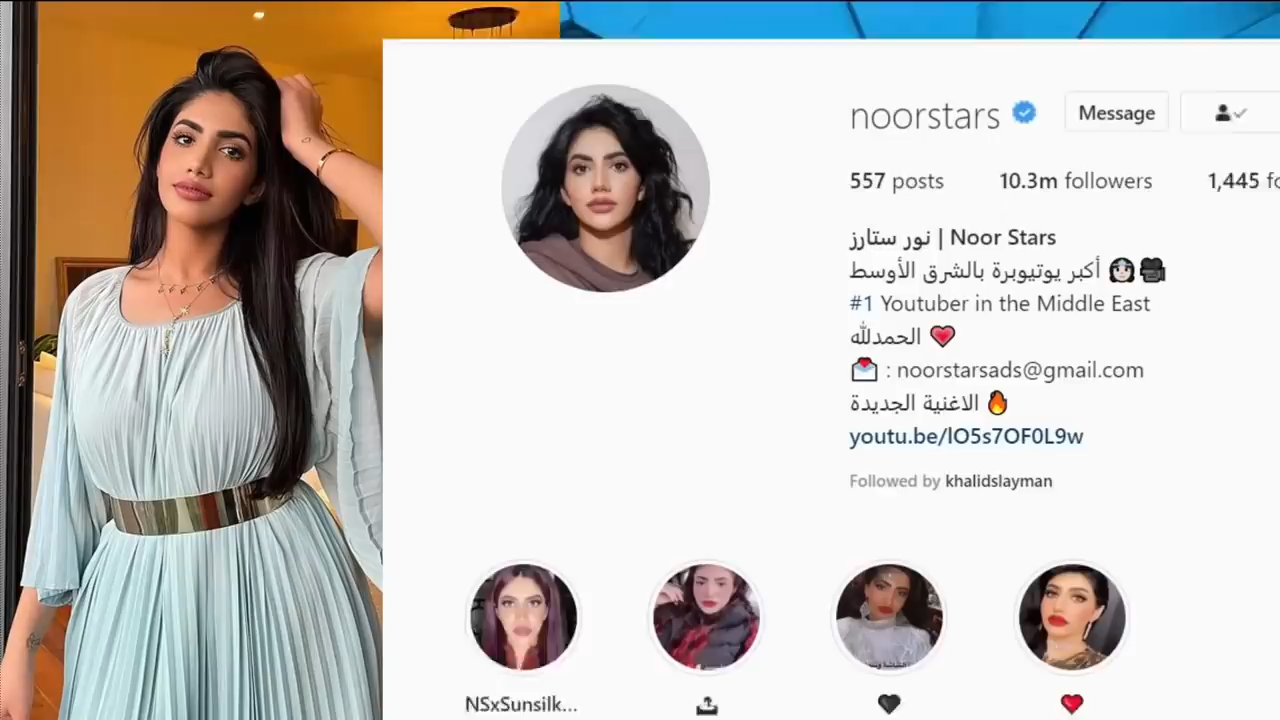 noorstars
Message
557 posts 10.3m followers 1,445 fo
نور ستارز | Noor Stars
أكبر يوتيوبرة بالشرق الأوسط
#1 Youtuber in the Middle East
الحمدلله
: noorstarsads@gmail.com
الاغنية الجديدة
youtu.be/lO5s7OF0L9w
Followed by khalidslayman
NSxSunsilk...